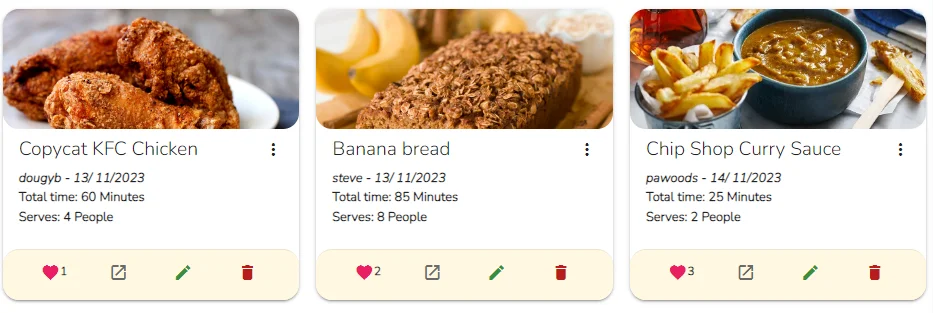 Copycat KFC Chicken
dougyb - 13/ 11/2023
Total time: 60 Minutes
Serves: 4 People
1
Banana bread
steve - 13/ 11/2023
Total time: 85 Minutes
Serves: 8 People
2
Chip Shop Curry Sauce
pawoods - 14/ 11/2023
Total time: 25 Minutes
Serves: 2 People
3